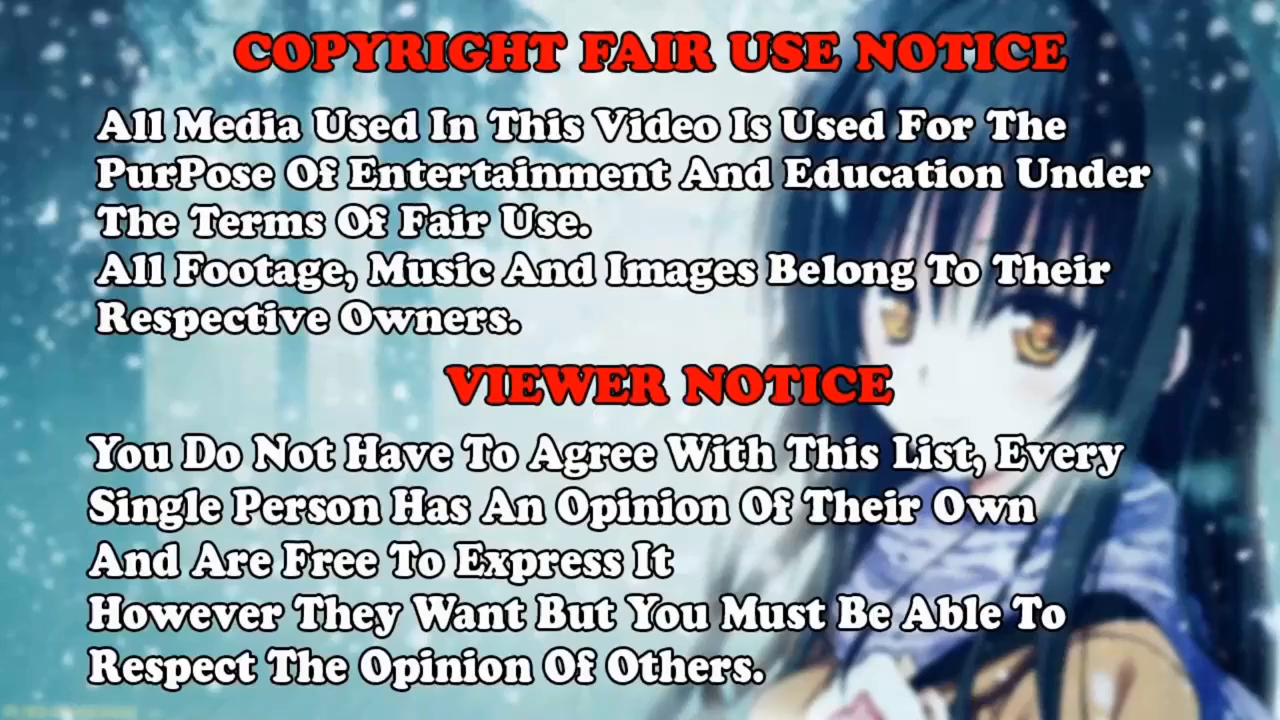 COPYRIGHT FAIR USE NOTICE
All Media Used In This Video Is Used For The
PurPose Of Entertainment And Education Under
The Terms Of Fair Use.
All Footage, Music And Images Belong To Their
Respective Owners.
VIEWER NOTICE
You Do Not Have To Agree With This List, Every
Single Person Has An Opinion Of Their Own
And Are Free To Express It
However They Want But You Must Be Able To
Respect The Opinion Of Others.